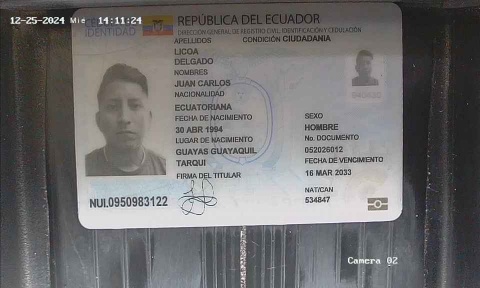 12-25-2024 Mie 14:11:24
CÉDULA DE
IDENTIDAD
REPÚBLICA DEL ECUADOR
DIRECCIÓN GENERAL DE REGISTRO CIVIL, IDENTIFICACIÓN Y CEDULACIÓN
APELLIDOS
CONDICIÓN CIUDADANIA
LICOA
DELGADO
NOMBRES
JUAN CARLOS
NACIONALIDAD
ECUATORIANA
FECHA DE NACIMIENTO
30 ABR 1994
LUGAR DE NACIMIENTO
GUAYAS GUAYAQUIL
TARQUI
FIRMA DEL TITULAR
SEXO
HOMBRE
No. DOCUMENTO
052026012
FECHA DE VENCIMIENTO
16 MAR 2033
NAT/CAN
534847
NUI.0950983122
Camera 02